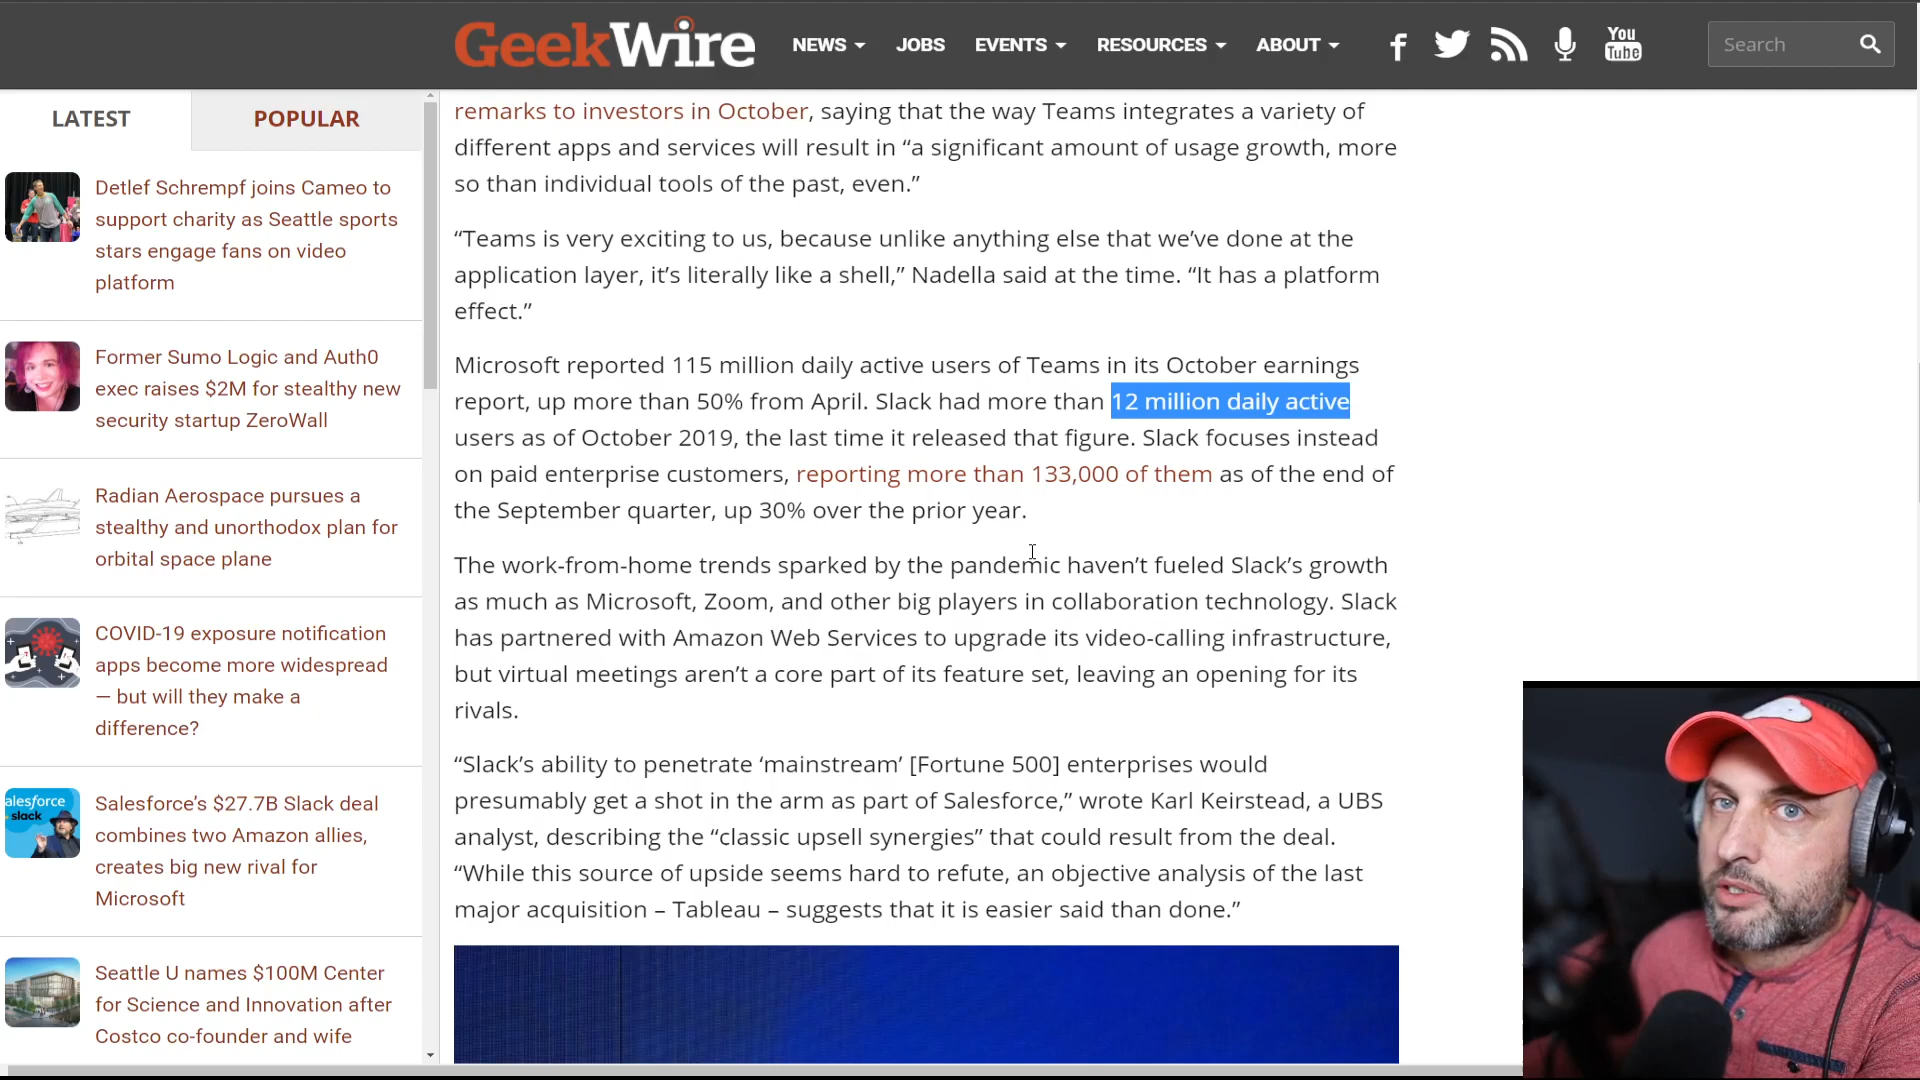 GeekWire
NEWS
JOBS
EVENTS
RESOURCES
ABOUT
You
Tube
Search
LATEST
POPULAR
Detlef Schrempf joins Cameo to
support charity as Seattle sports
stars engage fans on video
platform
Former Sumo Logic and Auth0
exec raises $2M for stealthy new
security startup ZeroWall
Radian Aerospace pursues a
stealthy and unorthodox plan for
orbital space plane
COVID-19 exposure notification
apps become more widespread
— but will they make a
difference?
alesforce
slack
Salesforce’s $27.7B Slack deal
combines two Amazon allies,
creates big new rival for
Microsoft
Seattle U names $100M Center
for Science and Innovation after
Costco co-founder and wife
remarks to investors in October, saying that the way Teams integrates a variety of
different apps and services will result in “a significant amount of usage growth, more
so than individual tools of the past, even.”
“Teams is very exciting to us, because unlike anything else that we’ve done at the
application layer, it’s literally like a shell,” Nadella said at the time. “It has a platform
effect.”
Microsoft reported 115 million daily active users of Teams in its October earnings
report, up more than 50% from April. Slack had more than 12 million daily active
users as of October 2019, the last time it released that figure. Slack focuses instead
on paid enterprise customers, reporting more than 133,000 of them as of the end of
the September quarter, up 30% over the prior year.
The work-from-home trends sparked by the pandemic haven’t fueled Slack’s growth
as much as Microsoft, Zoom, and other big players in collaboration technology. Slack
has partnered with Amazon Web Services to upgrade its video-calling infrastructure,
but virtual meetings aren’t a core part of its feature set, leaving an opening for its
rivals.
“Slack’s ability to penetrate ‘mainstream’ [Fortune 500] enterprises would
presumably get a shot in the arm as part of Salesforce,” wrote Karl Keirstead, a UBS
analyst, describing the “classic upsell synergies” that could result from the deal.
“While this source of upside seems hard to refute, an objective analysis of the last
major acquisition – Tableau – suggests that it is easier said than done.”